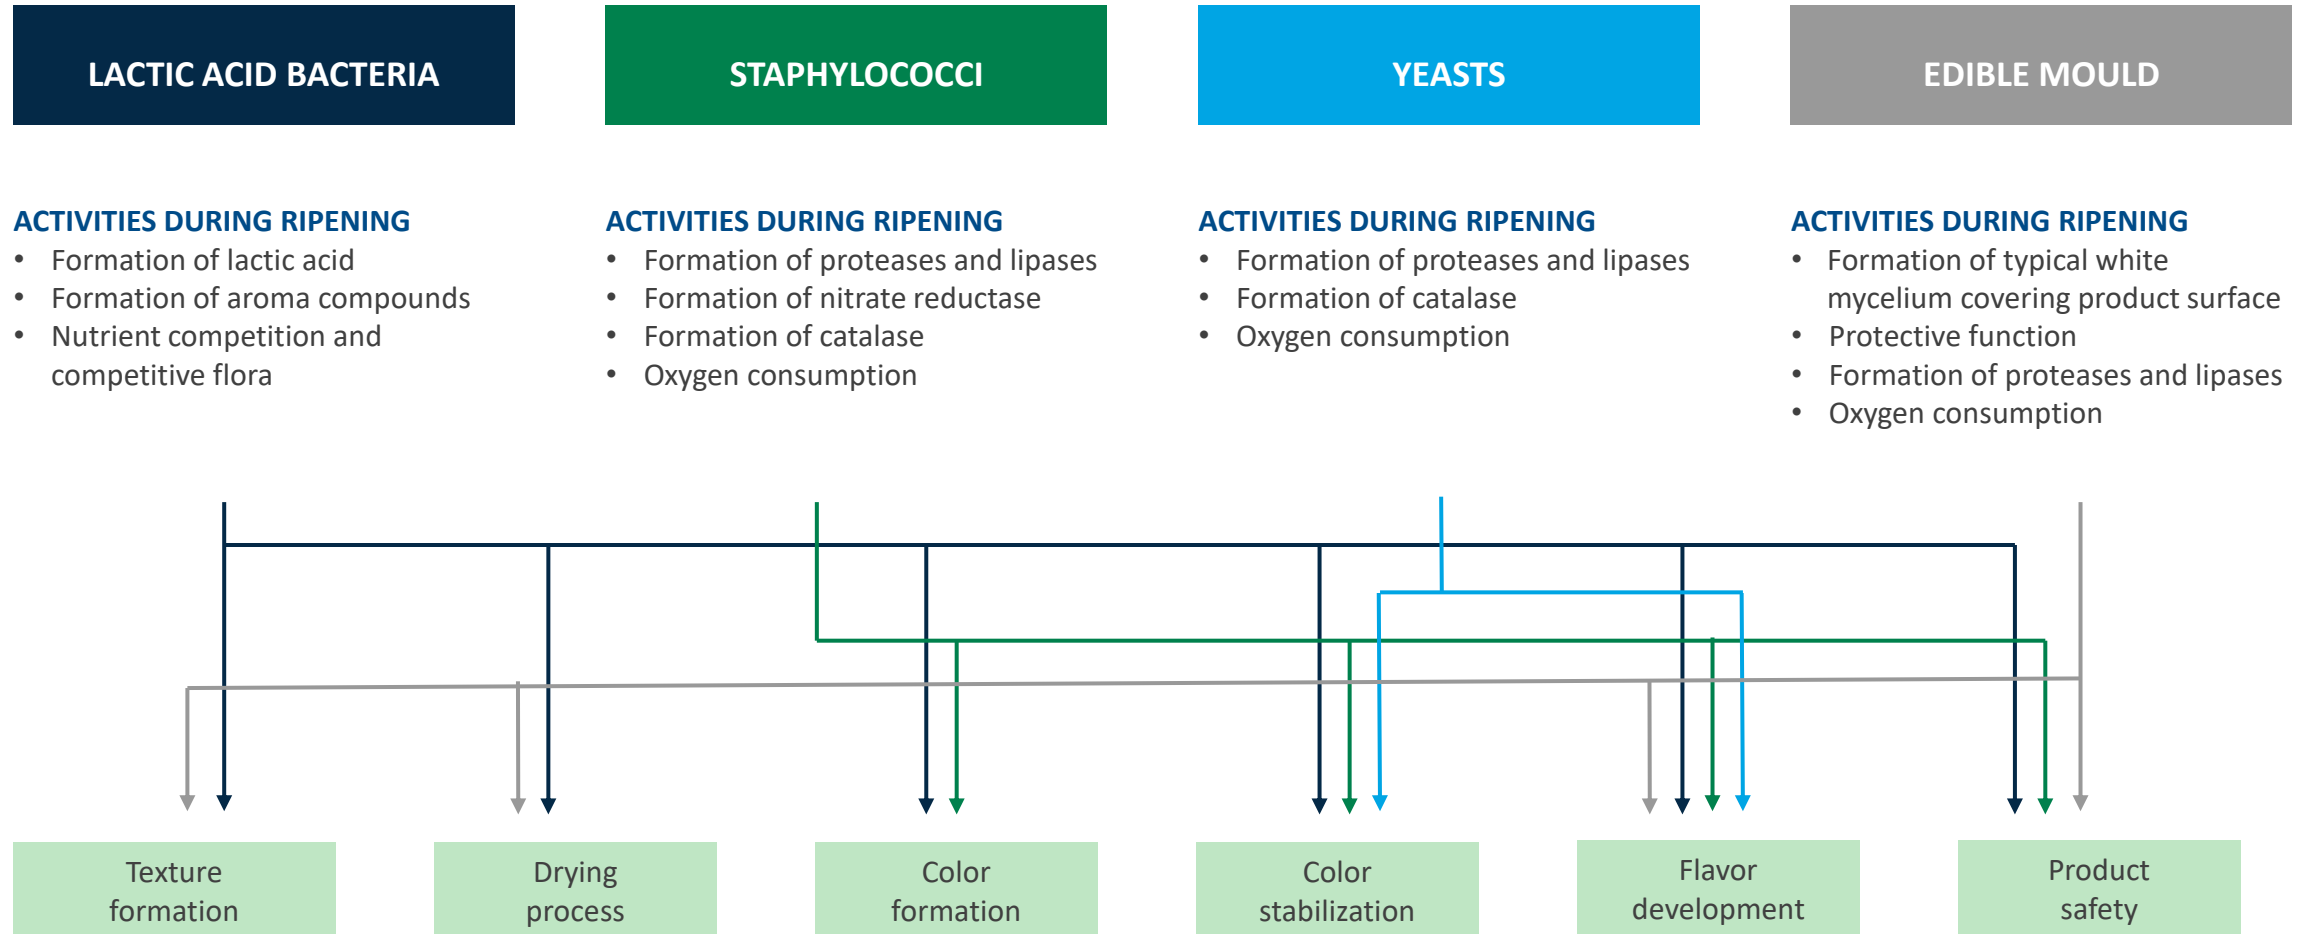 LACTIC ACID BACTERIA
STAPHYLOCOCCI
YEASTS
EDIBLE MOULD
ACTIVITIES DURING RIPENING
• Formation of lactic acid
• Formation of aroma compounds
• Nutrient competition and
competitive flora
ACTIVITIES DURING RIPENING
• Formation of proteases and lipases
• Formation of nitrate reductase
• Formation of catalase
• Oxygen consumption
ACTIVITIES DURING RIPENING
• Formation of proteases and lipases
• Formation of catalase
• Oxygen consumption
ACTIVITIES DURING RIPENING
• Formation of typical white
mycelium covering product surface
• Protective function
• Formation of proteases and lipases
• Oxygen consumption
Texture
formation
Drying
process
Color
formation
Color
stabilization
Flavor
development
Product
safety